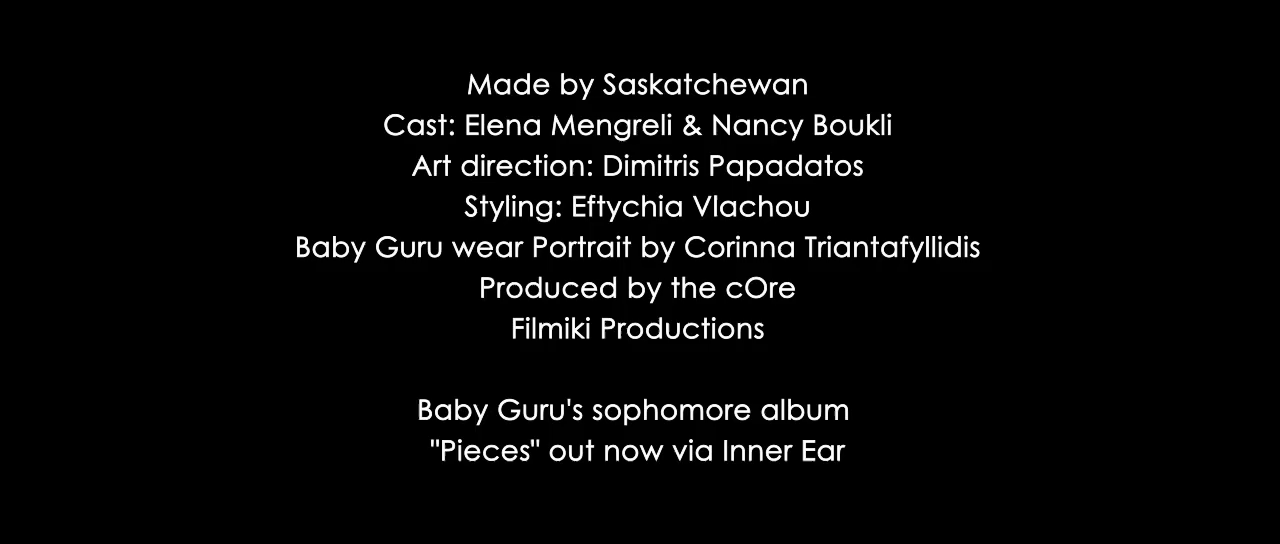 Made by Saskatchewan
Cast: Elena Mengreli & Nancy Boukli
Art direction: Dimitris Papadatos
Styling: Eftychia Vlachou
Baby Guru wear Portrait by Corinna Triantafyllidis
Produced by the cOre
Filmiki Productions
Baby Guru's sophomore album
"Pieces" out now via Inner Ear